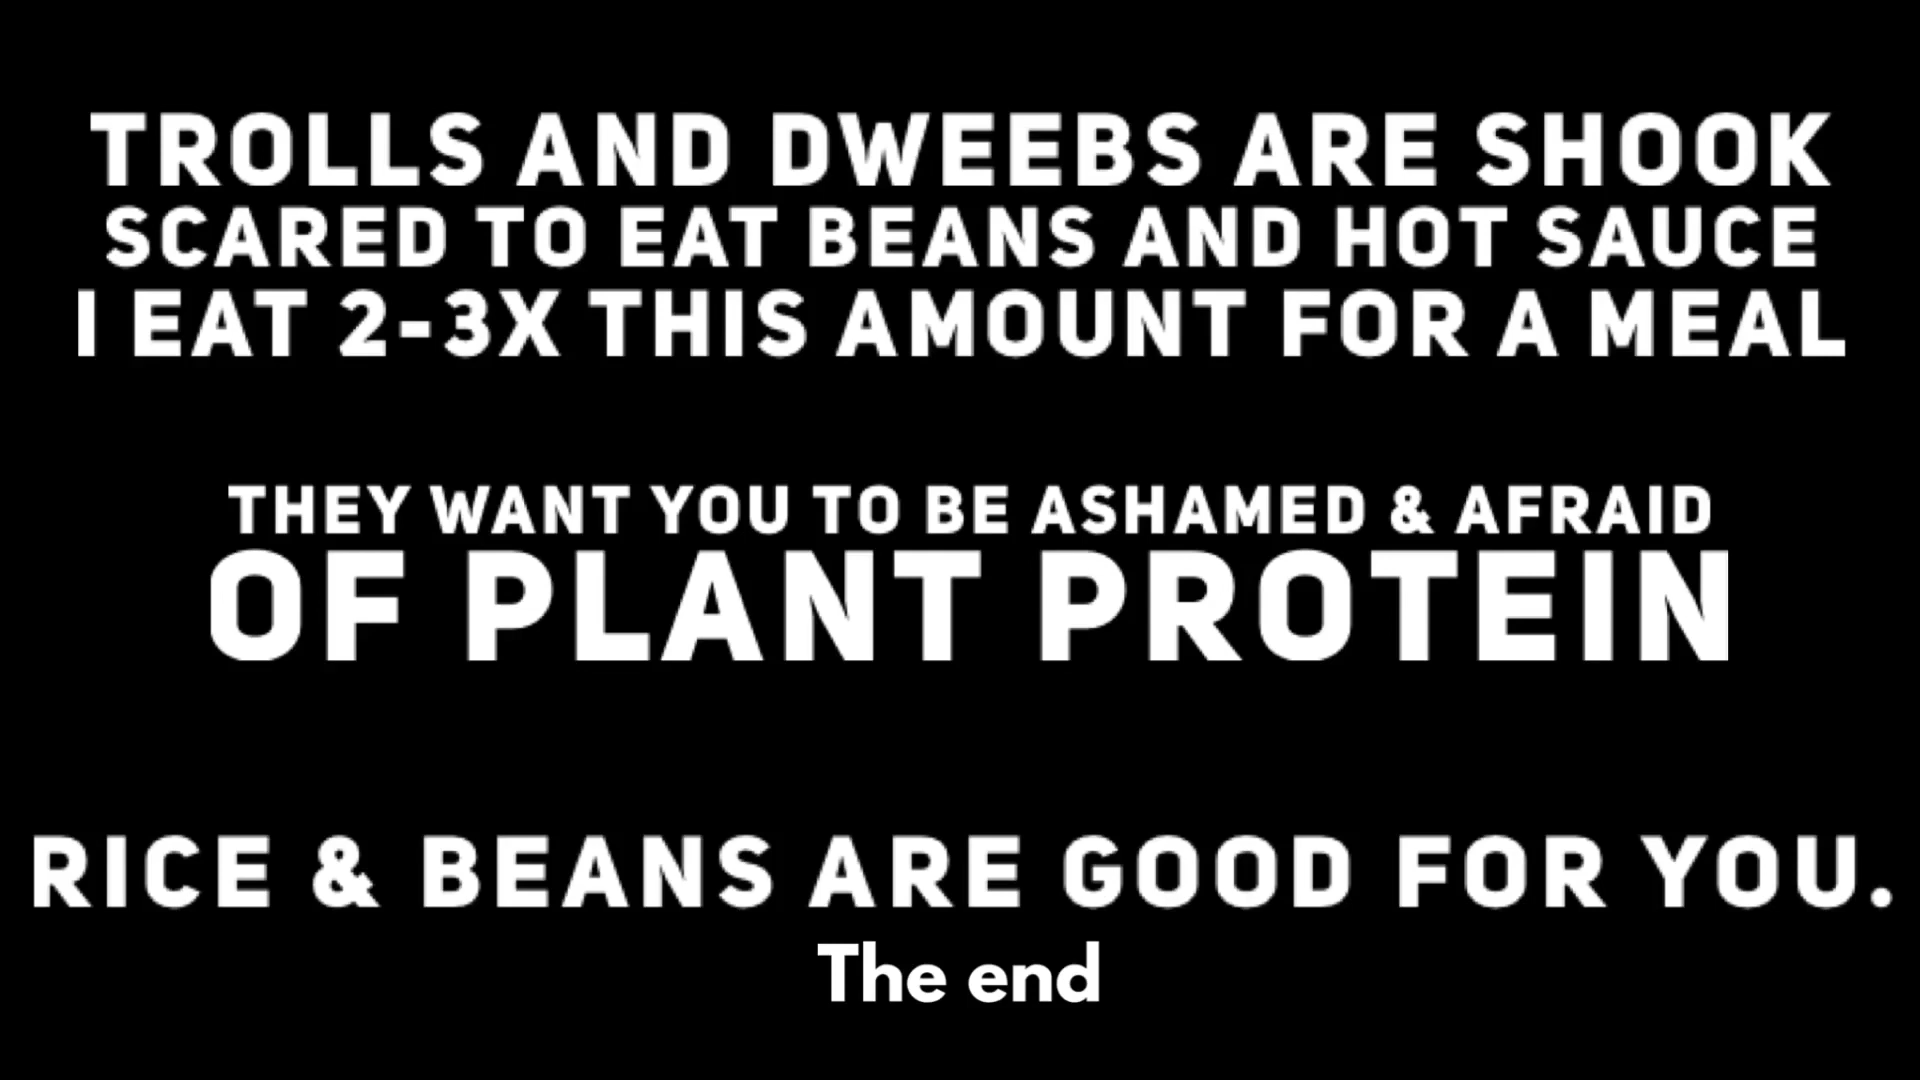 TROLLS AND DWEEBS ARE SHOOK
SCARED TO EAT BEANS AND HOT SAUCE
I EAT 2-3X THIS AMOUNT FOR A MEAL
THEY WANT YOU TO BE ASHAMED & AFRAID
OF PLANT PROTEIN
RICE & BEANS ARE GOOD FOR YOU.
The end